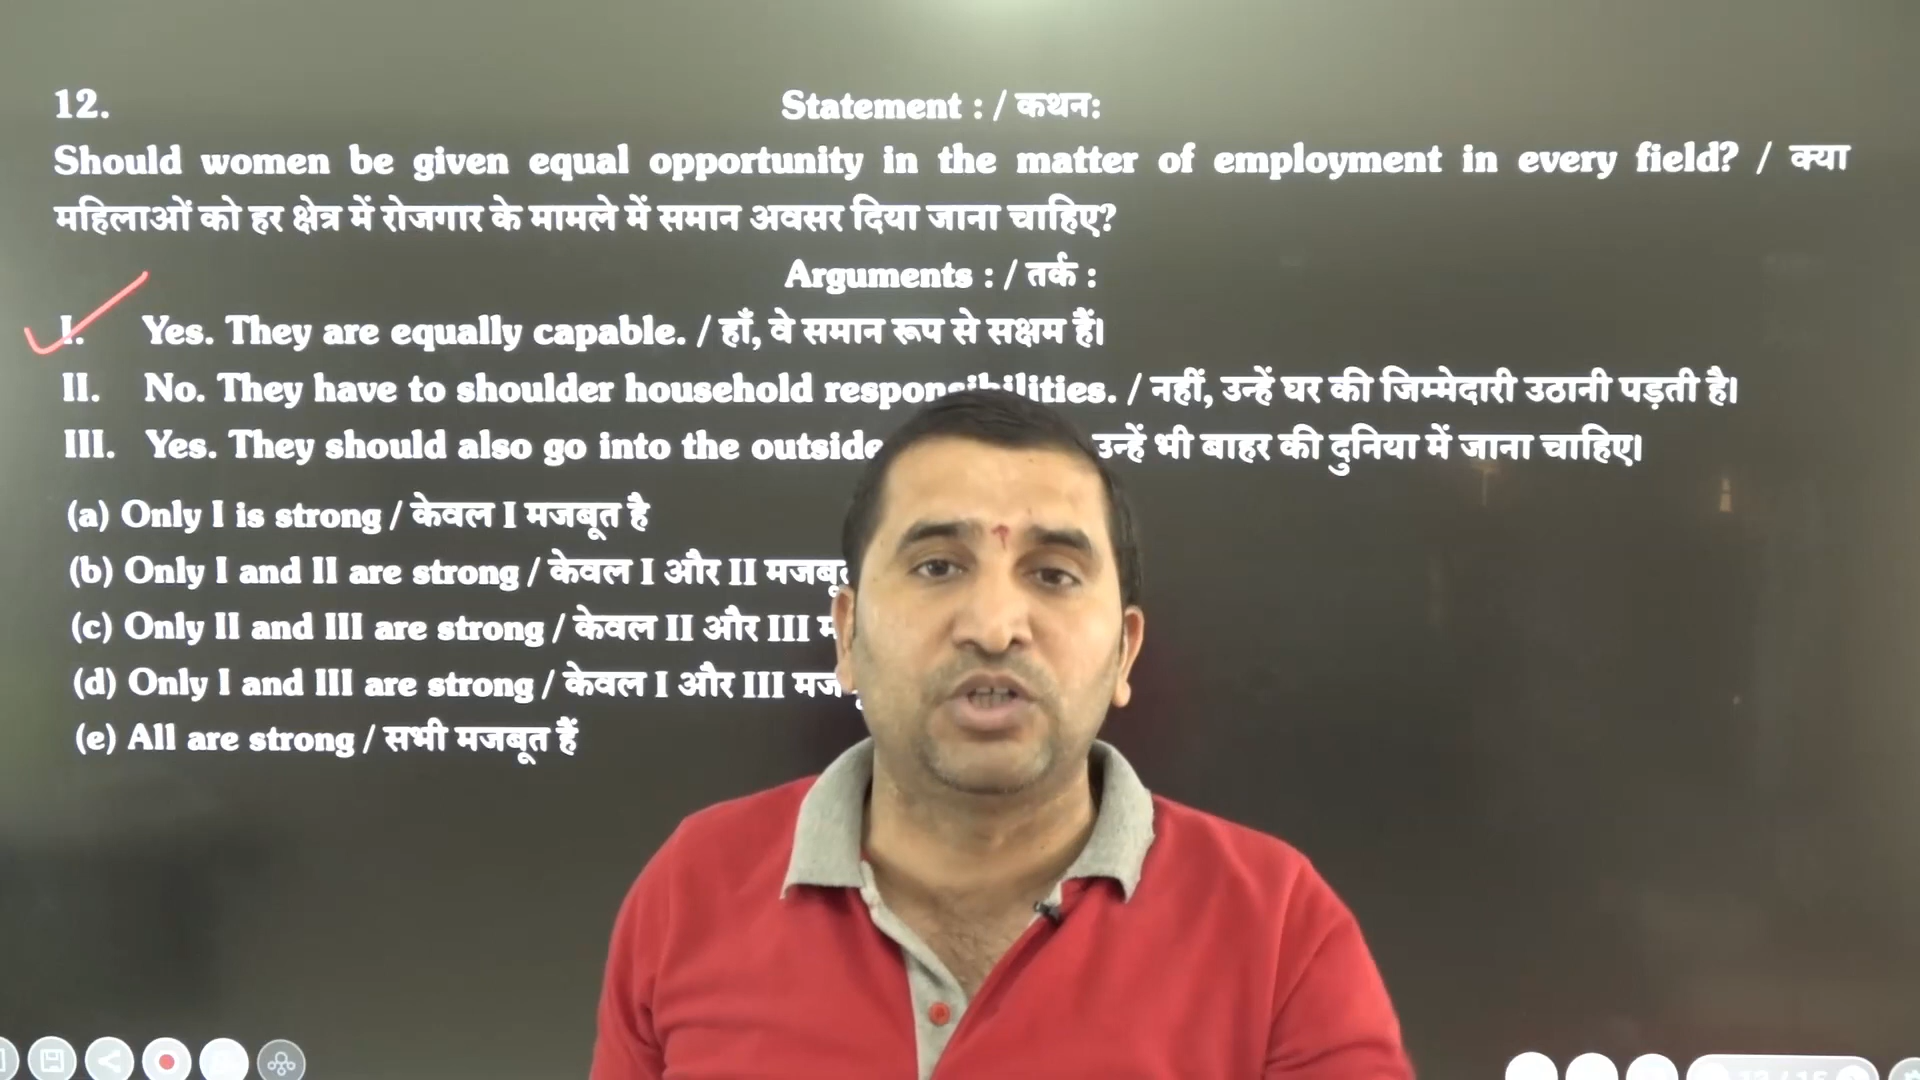 12.
Statement : / कथन:
Should women be given equal opportunity in the matter of employment in every field? / क्या
महिलाओं को हर क्षेत्र में रोजगार के मामले में समान अवसर दिया जाना चाहिए?
Arguments : / तर्क :
I. Yes. They are equally capable. / हाँ, वे समान रूप से सक्षम हैं।
II. No. They have to shoulder household responsibilities. / नहीं, उन्हें घर की जिम्मेदारी उठानी पड़ती है।
III. Yes. They should also go into the outside उन्हें भी बाहर की दुनिया में जाना चाहिए।
(a) Only I is strong / केवल I मजबूत है
(b) Only I and II are strong / केवल I और II
(c) Only II and III are strong / केवल II और III
(d) Only I and III are strong / केवल I और III
(e) All are strong / सभी मजबूत हैं